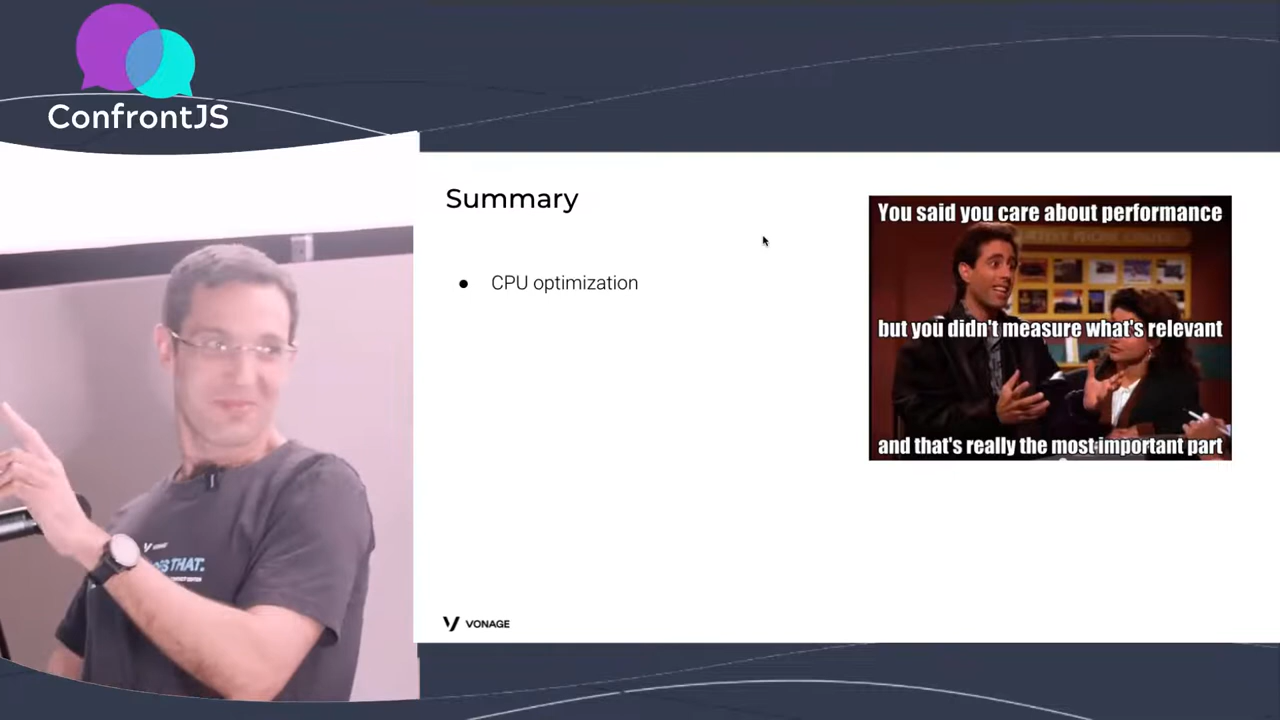 ConfrontJS
Summary
● CPU optimization
You said you care about performance
but you didn't measure what's relevant
and that's really the most important part
THAT.
VONAGE